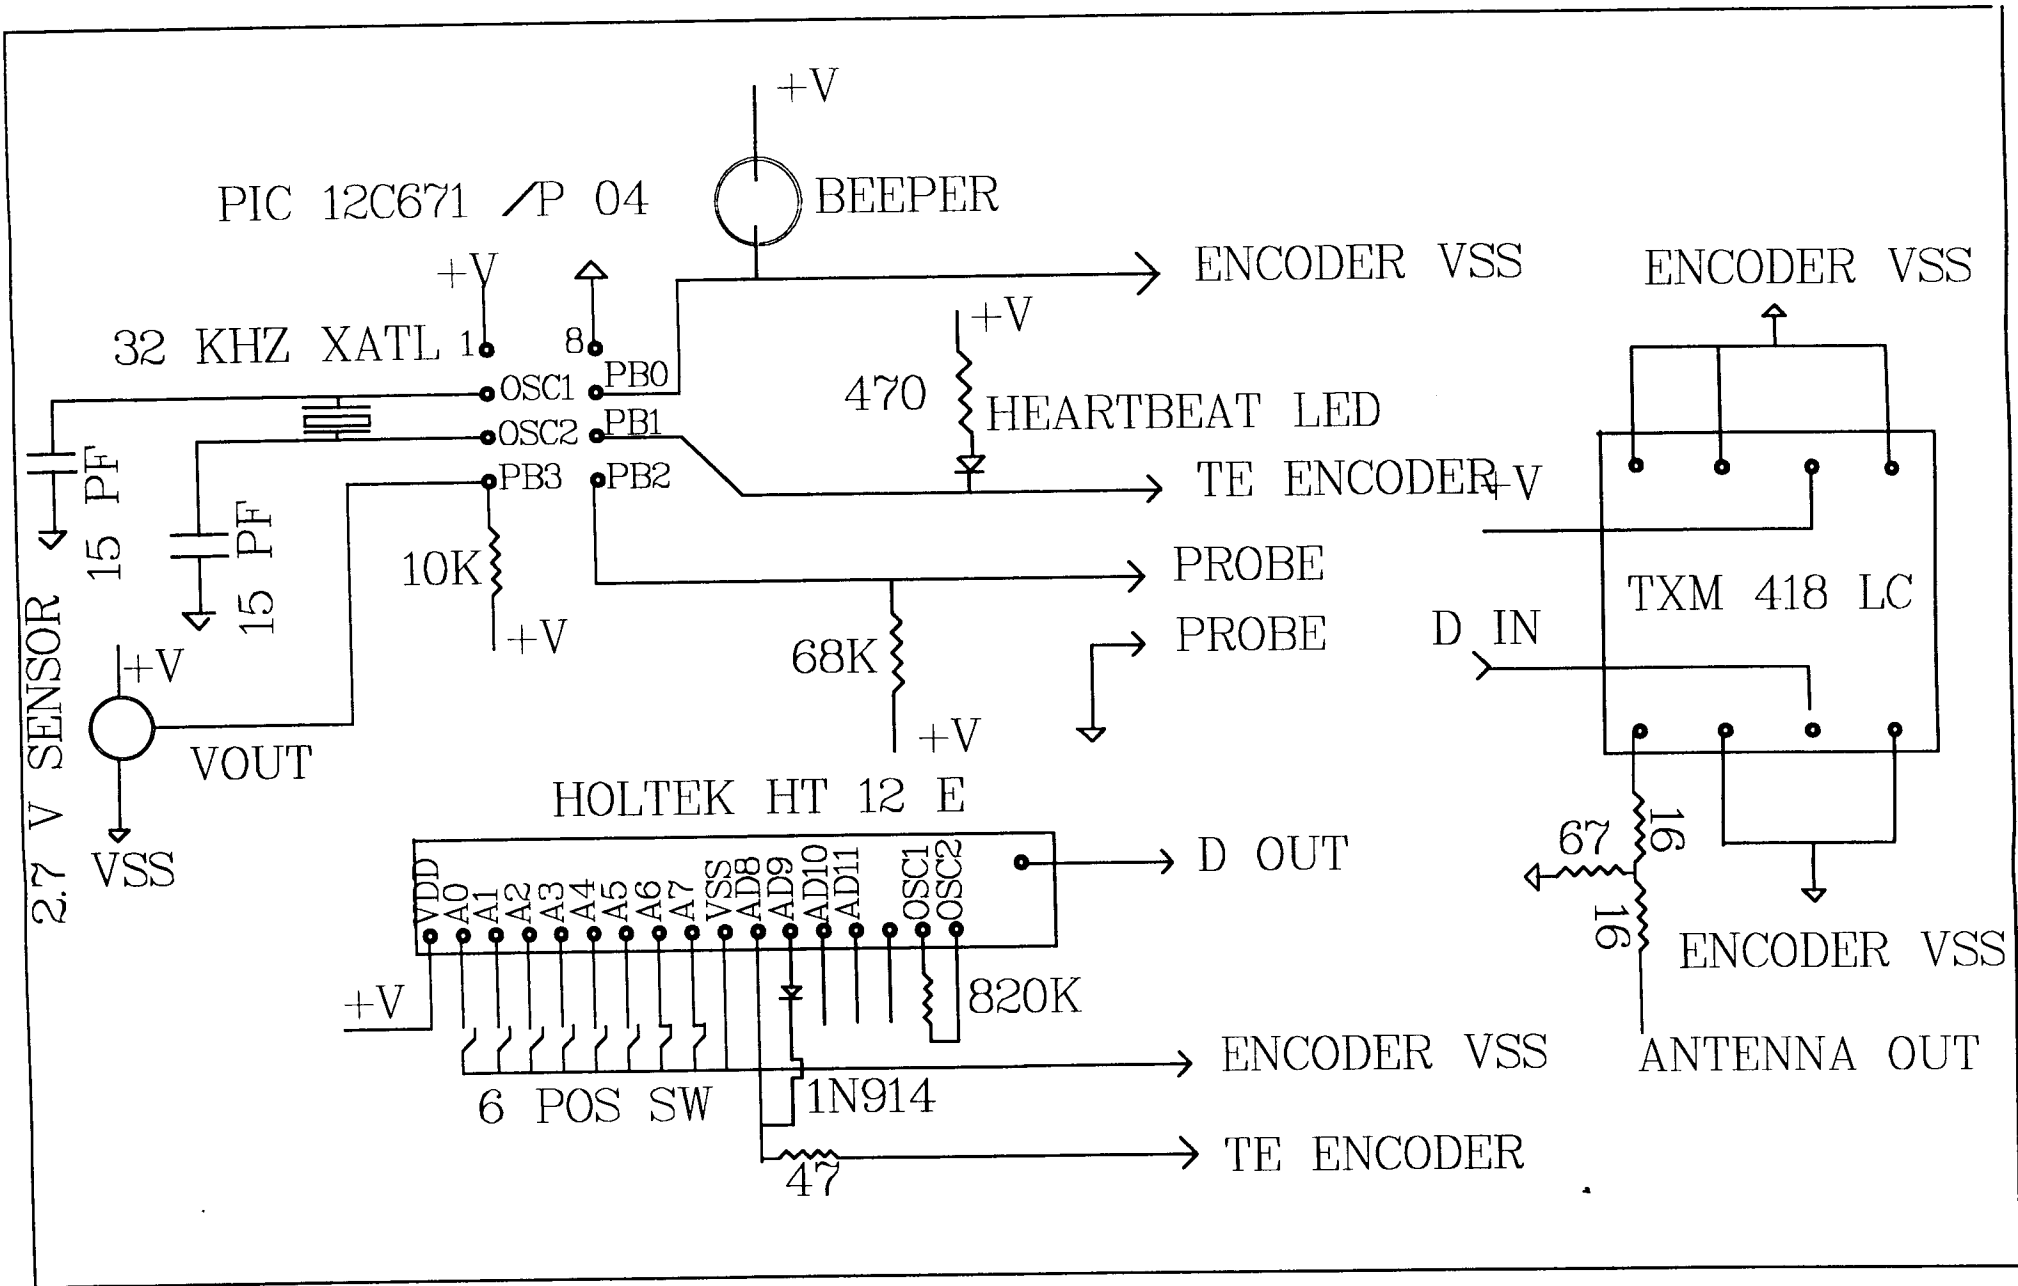 +V
BEEPER
PIC 12C671 /P 04
+V
ENCODER VSS
ENCODER VSS
32 KHZ XATL
1
8
+V
OSC1
PB0
470
HEARTBEAT LED
OSC2
PB1
PB3
PB2
TE ENCODER
+V
15 PF
15 PF
10K
+V
PROBE
PROBE
68K
+V
TXM 418 LC
D IN
2.7 V SENSOR
+V
VOUT
VSS
HOLTEK HT 12 E
VDD
A0
A1
A2
A3
A4
A5
A6
A7
VSS
AD8
AD9
AD10
AD11
OSC1
OSC2
D OUT
67
16
16
ENCODER VSS
+V
820K
ENCODER VSS
ANTENNA OUT
6 POS SW
1N914
TE ENCODER
47